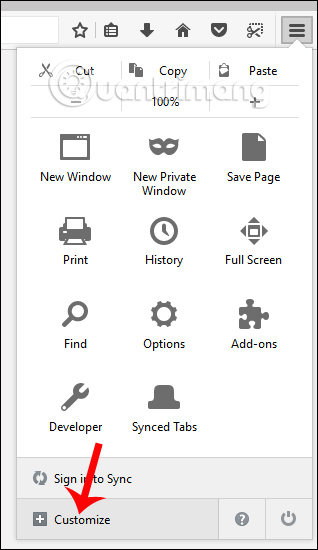 Cut Copy Paste
Quantrimang
100%
New Window New Private Window Save Page
Print History Full Screen
Find Options Add-ons
Developer Synced Tabs
Sign in to Sync
Customize